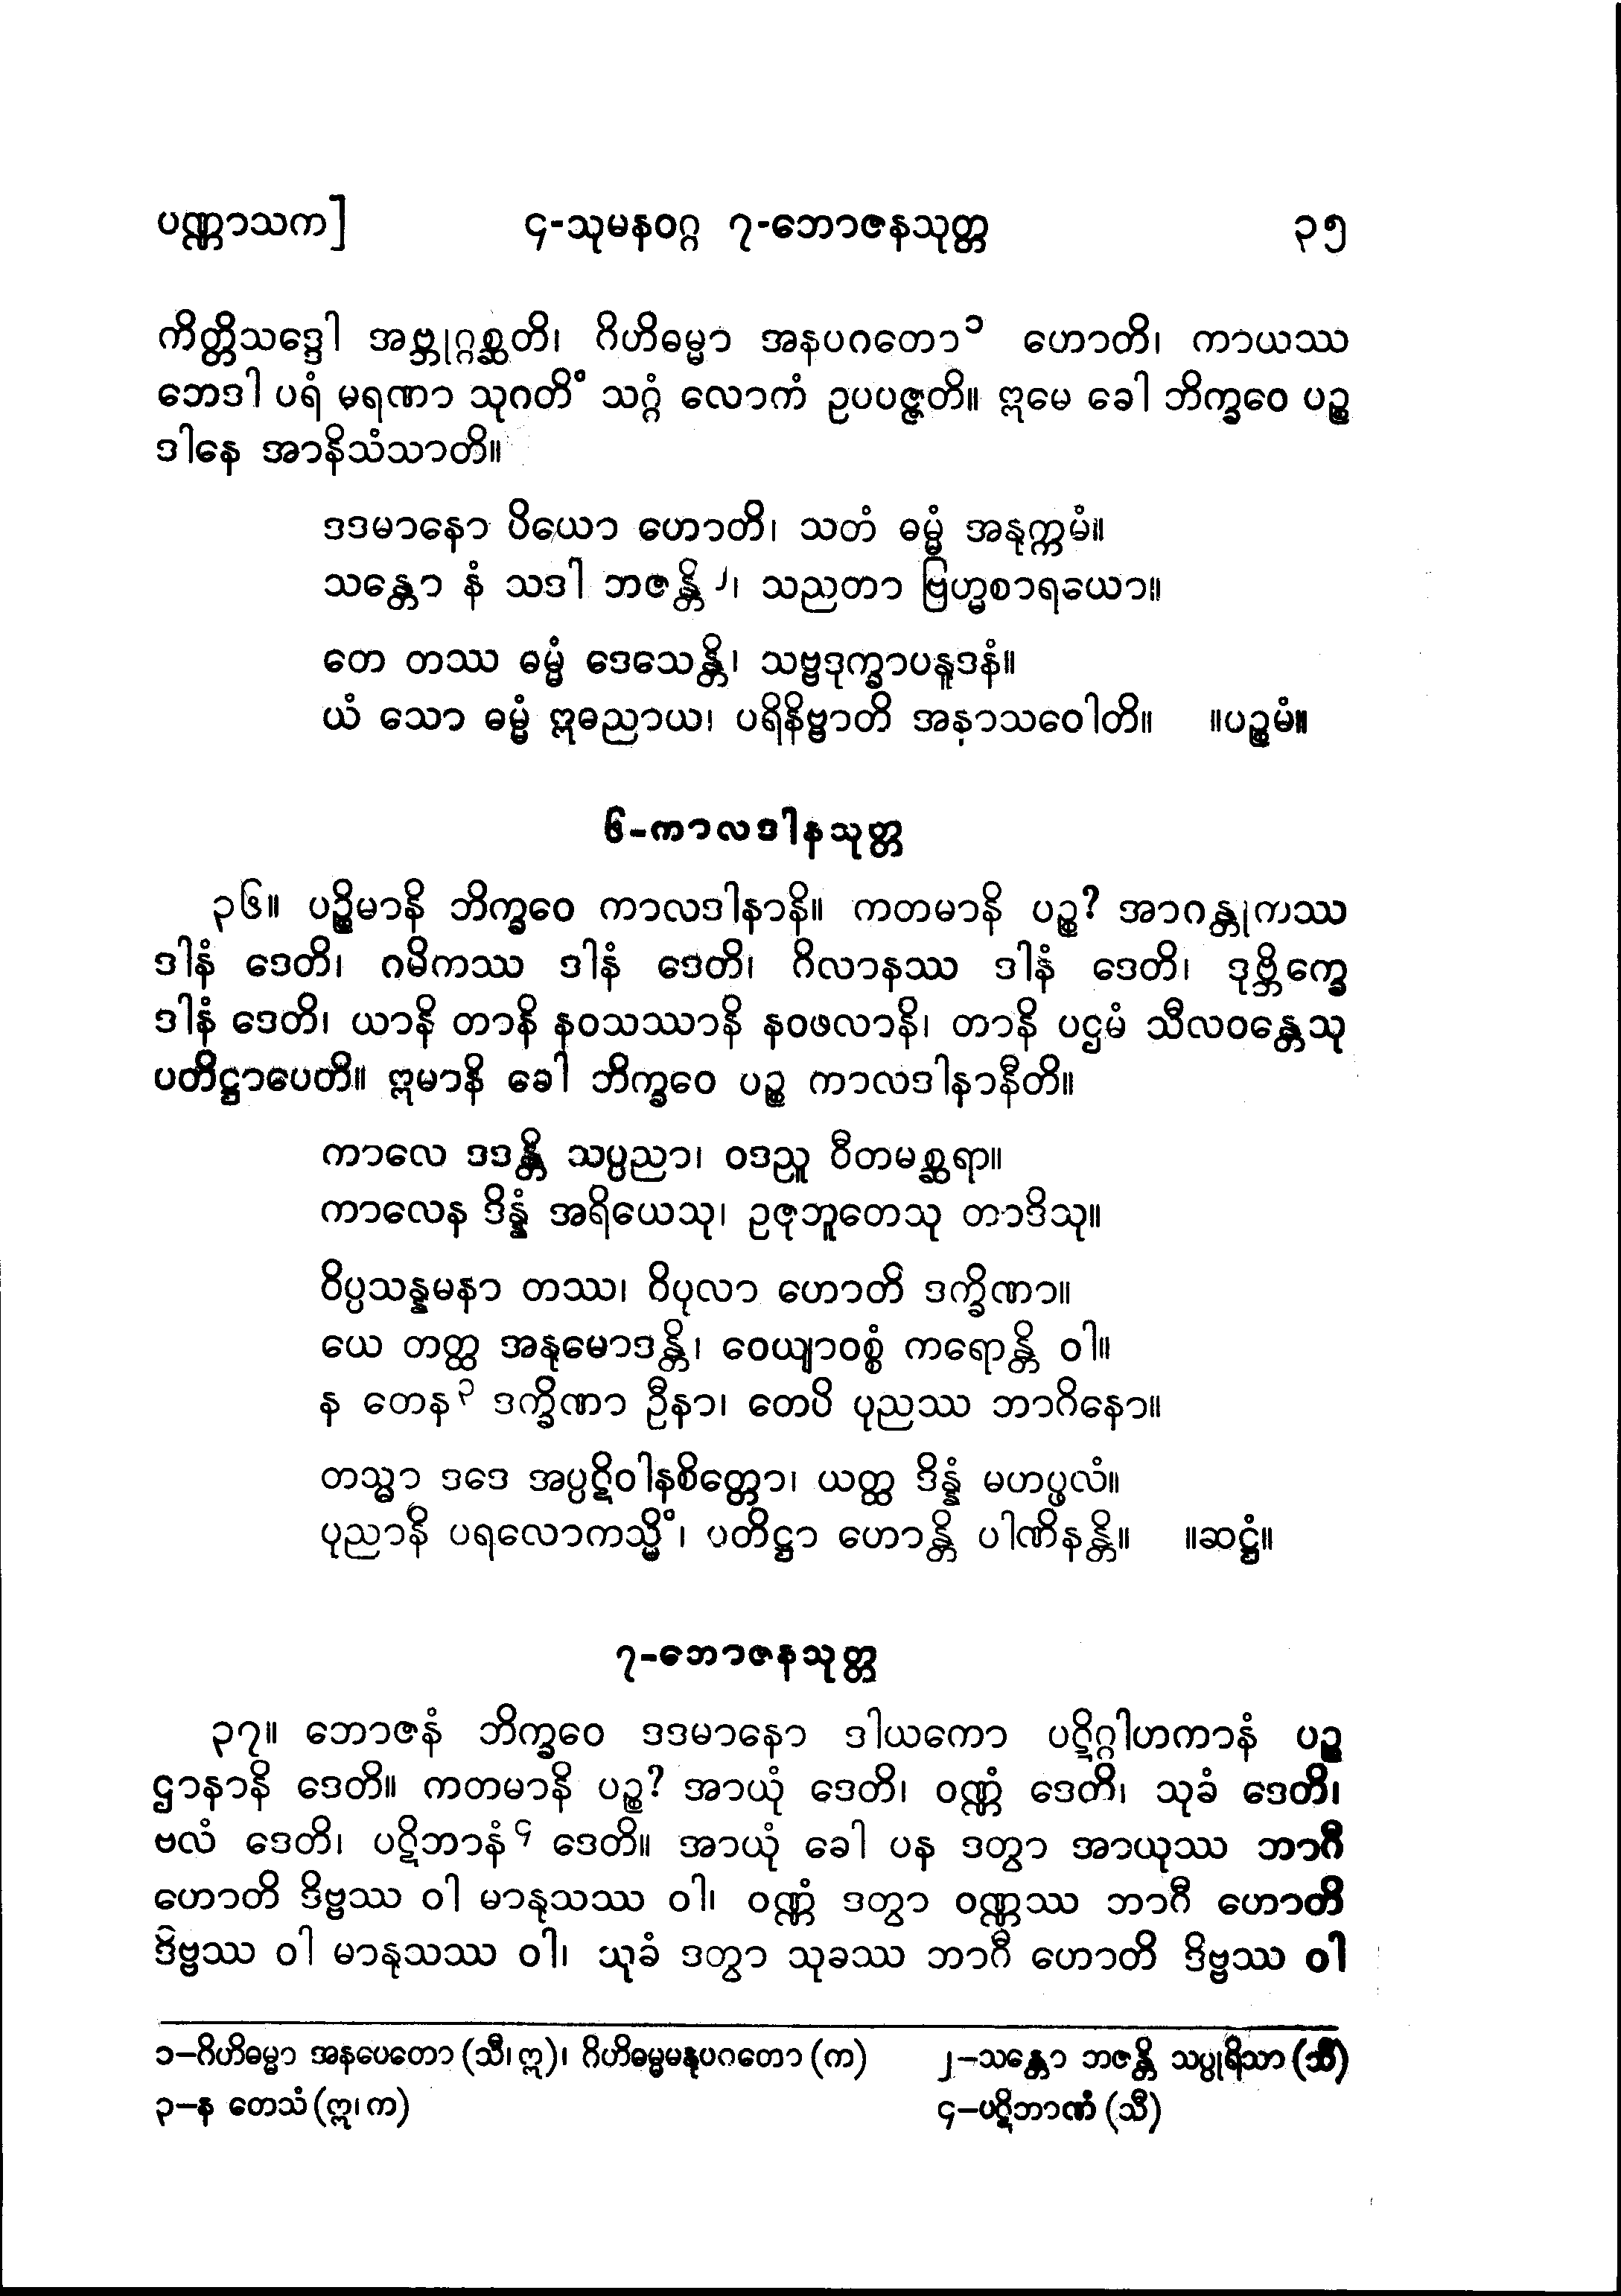 ပဏ္ဏာသက]	၄-သုမနဝဂ္ဂ ၇-ဘောဇနသုတ္တ	၃၅
ကိတ္တိသဒ္ဒေါ အဗ္ဘုဂ္ဂစ္ဆတိ၊ ဂိဟိဓမ္မာ အနပဂတော၁ ဟောတိ၊ ကာယဿ
ဘေဒါ ပရံ မရဏာ သုဂတိံ သဂ္ဂံ လောကံ ဥပပဇ္ဇတိ။ ဣမေ ခေါ ဘိက္ခဝေ ပဉ္စ
ဒါနေ အာနိသံသာတိ။
ဒဒမာနော ပိယော ဟောတိ၊ သတံ ဓမ္မံ အနုက္ကမံ။
သန္တော နံ သဒါ ဘဇန္တိ၂၊ သညတာ ဗြဟ္မစာရယော။
တေ တဿ ဓမ္မံ ဒေသေန္တိ၊ သဗ္ဗဒုက္ခာပနူဒနံ။
ယံ သော ဓမ္မံ ဣဓညာယ၊ ပရိနိဗ္ဗာတိ အနာသဝေါတိ။ ။ပဉ္စမံ။
၆-ကာလဒါနသုတ္တ
၃၆။ ပဉ္စိမာနိ ဘိက္ခဝေ ကာလဒါနာနိ။ ကတမာနိ ပဉ္စ? အာဂန္တုကဿ
ဒါနံ ဒေတိ၊ ဂမိကဿ ဒါနံ ဒေတိ၊ ဂိလာနဿ ဒါနံ ဒေတိ၊ ဒုဗ္ဘိက္ခေ
ဒါနံ ဒေတိ၊ ယာနိ တာနိ နဝသဿာနိ နဝဖလာနိ၊ တာနိ ပဌမံ သီလဝန္တေသု
ပတိဋ္ဌာပေတိ။ ဣမာနိ ခေါ ဘိက္ခဝေ ပဉ္စ ကာလဒါနာနီတိ။
ကာလေ ဒဒန္တိ သပ္ပညာ၊ ဝဒညူ ဝီတမစ္ဆရာ။
ကာလေန ဒိန္နံ အရိယေသု၊ ဥဇုဘူတေသု တာဒိသု။
ဝိပ္ပသန္နမနာ တဿ၊ ဝိပုလာ ဟောတိ ဒက္ခိဏာ။
ယေ တတ္ထ အနုမောဒန္တိ၊ ဝေယျာဝစ္စံ ကရောန္တိ ဝါ။
န တေန၃ ဒက္ခိဏာ ဦနာ၊ တေပိ ပုညဿ ဘာဂိနော။
တသ္မာ ဒဒေ အပ္ပဋိဝါနစိတ္တော၊ ယတ္ထ ဒိန္နံ မဟပ္ဖလံ။
ပုညာနိ ပရလောကသ္မိံ၊ ပတိဋ္ဌာ ဟောန္တိ ပါဏိနန္တိ။ ။ဆဋ္ဌံ။
၇-ဘောဇနသုတ္တ
၃၇။ ဘောဇနံ ဘိက္ခဝေ ဒဒမာနော ဒါယကော ပဋိဂ္ဂါဟကာနံ ပဉ္စ
ဌာနာနိ ဒေတိ။ ကတမာနိ ပဉ္စ? အာယုံ ဒေတိ၊ ဝဏ္ဏံ ဒေတိ၊ သုခံ ဒေတိ၊
ဗလံ ဒေတိ၊ ပဋိဘာနံ၄ ဒေတိ။ အာယုံ ခေါ ပန ဒတွာ အာယုဿ ဘာဂီ
ဟောတိ ဒိဗ္ဗဿ ဝါ မာနုသဿ ဝါ၊ ဝဏ္ဏံ ဒတွာ ဝဏ္ဏဿ ဘာဂီ ဟောတိ
ဒိဗ္ဗဿ ဝါ မာနုသဿ ဝါ၊ သုခံ ဒတွာ သုခဿ ဘာဂီ ဟောတိ ဒိဗ္ဗဿ ဝါ
၁-ဂိဟိဓမ္မာ အနပေတော (သီ၊ ဣ)၊ ဂိဟိဓမ္မမနုပဂတော (က)	၂-သန္တော ဘဇန္တိ သပ္ပုရိသာ (သီ)
၃-န တေသံ (ဣ၊ က)	၄-ပဋိဘာဏံ (သီ)